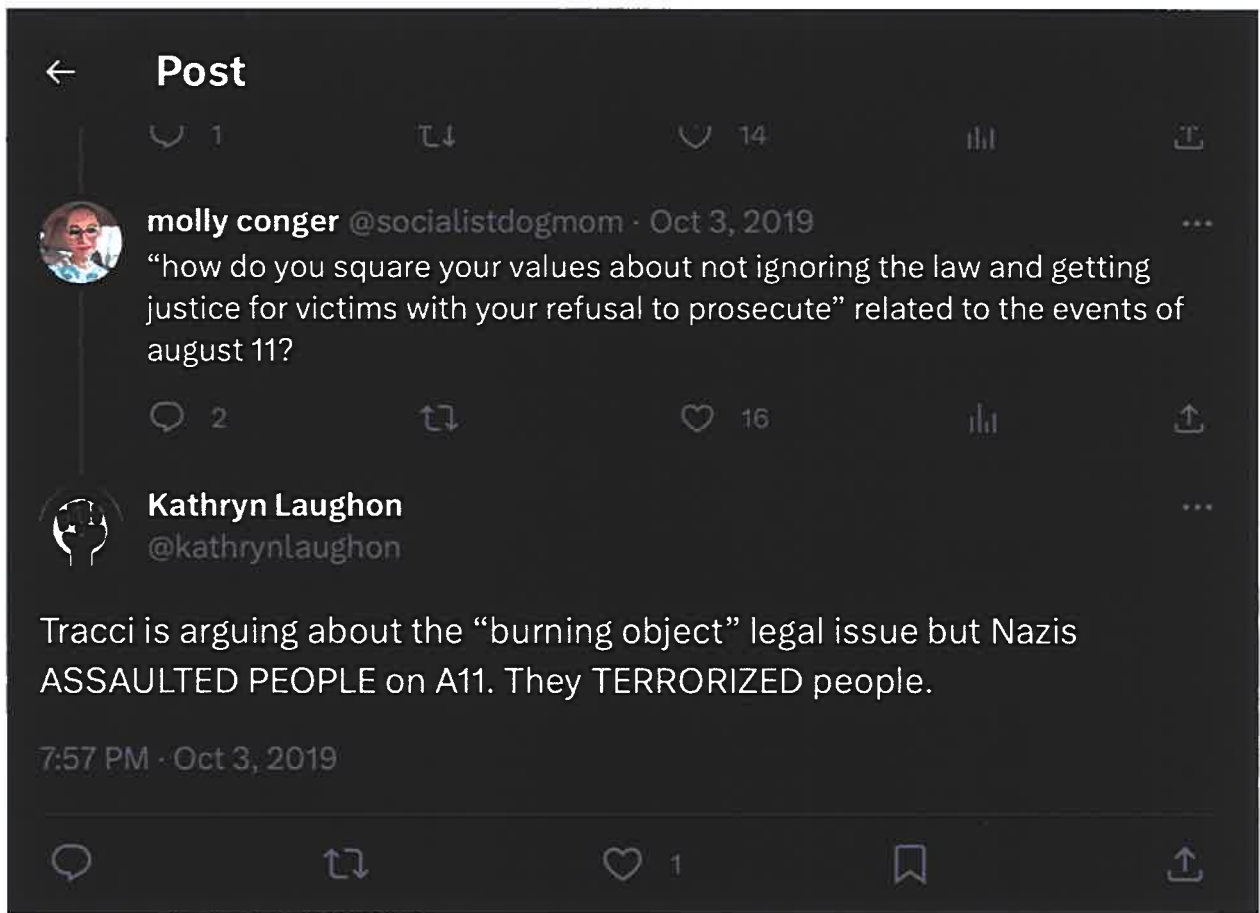 Post
1
14
molly conger @socialistdogmom · Oct 3, 2019
“how do you square your values about not ignoring the law and getting
justice for victims with your refusal to prosecute” related to the events of
august 11?
2
16
Kathryn Laughon
@kathrynlaughon
Tracci is arguing about the “burning object” legal issue but Nazis
ASSAULTED PEOPLE on A11. They TERRORIZED people.
7:57 PM · Oct 3, 2019
1